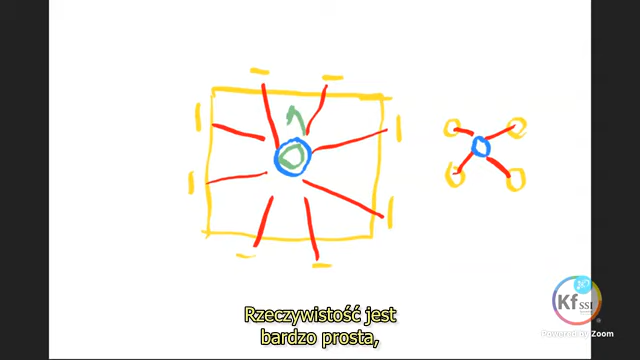 Rzeczywistość jest
bardzo prosta,
Kf SSI
Powered by Zoom